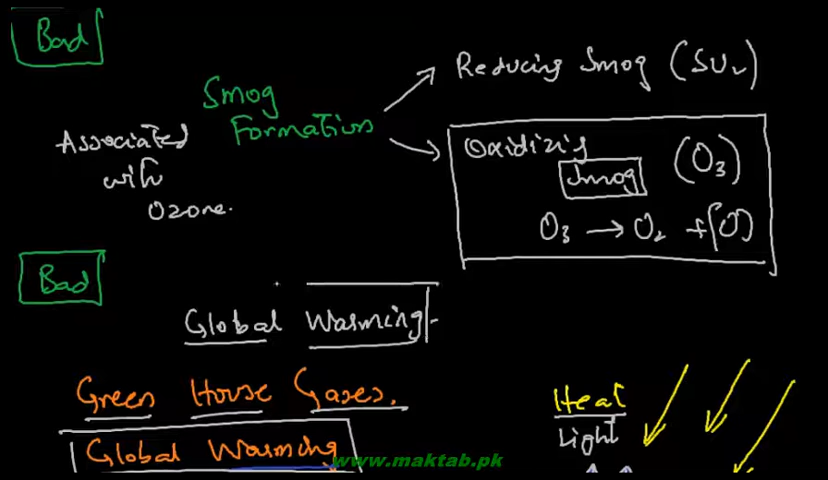 Bad
Smog Formation
Associated with Ozone.
Reducing Smog (SO₂)
Oxidizing Smog (O₃)
O₃ → O₂ + [O]
Bad
Global Warming
Green House Gases.
Global Warming
Heat
Light
www.maktab.pk